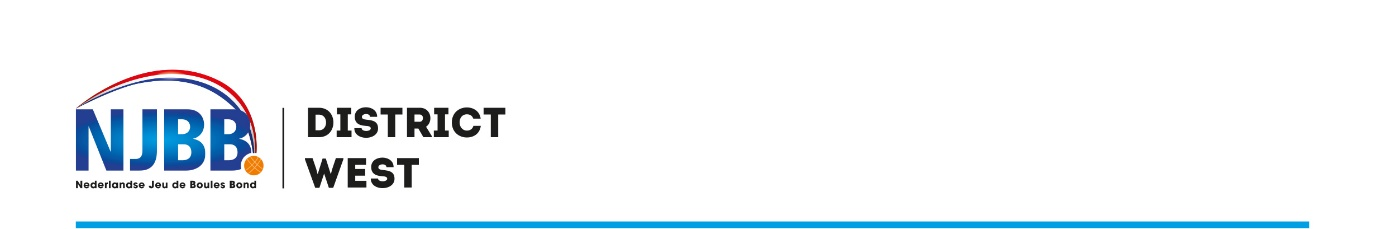 NJBB
Nederlandse Jeu de Boules Bond
DISTRICT
WEST